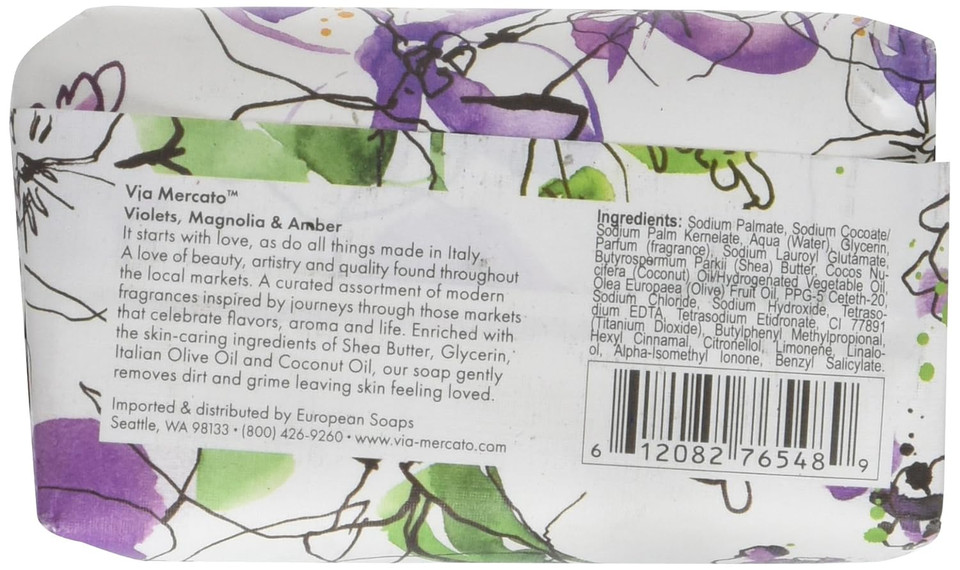 Via Mercato™
Violets, Magnolia & Amber
It starts with love, as do all things made in Italy,
A love of beauty, artistry and quality found throughout
the local markets. A curated assortment of modern
fragrances inspired by journeys through those markets
that celebrate flavors, aroma and life. Enriched with
the skin-caring ingredients of Shea Butter, Glycerin,
Italian Olive Oil and Coconut Oil, our soap gently
removes dirt and grime leaving skin feeling loved.
Imported & distributed by European Soaps
Seattle, WA 98133 • (800) 426-9260 • www.via-mercato.com
Ingredients: Sodium Palmate, Sodium Cocoate/
Sodium Palm Kernelate, Aqua (Water), Glycerin,
Parfum (fragrance), Sodium Lauroyl Glutamate,
Butyrospermum Parkii (Shea) Butter, Cocos Nu-
cifera (Coconut) Oil/Hydrogenated Vegetable Oil,
Olea Europaea (Olive) Fruit Oil, PPG-5 Ceteth-20,
Sodium Chloride, Sodium Hydroxide, Tetraso-
dium EDTA, Tetrasodium Etidronate, CI 77891
(Titanium Dioxide), Butylphenyl Methylpropional,
Hexyl Cinnamal, Citronellol, Limonene, Linalo-
ol, Alpha-Isomethyl Ionone, Benzyl Salicylate.
6 12082 76548 9